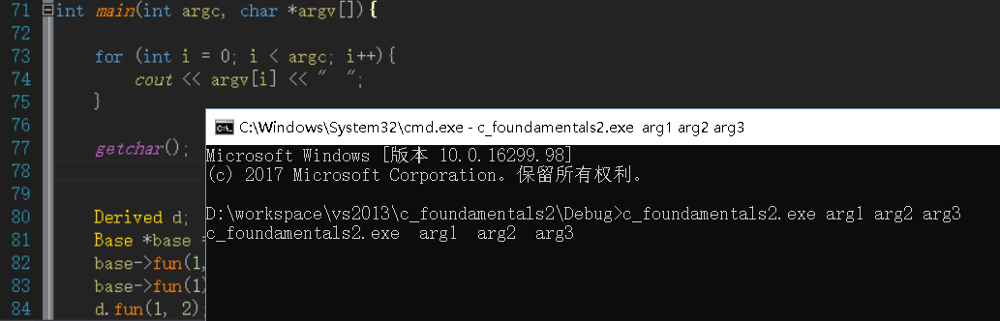 71 int main(int argc, char *argv[]){
72
73 for (int i = 0; i < argc; i++){
74 cout << argv[i] << "  ";
75 }
76
77 getchar();
78
79
80 Derived d;
81 Base *base =
82 base->fun(1,
83 base->fun(1)
84 d.fun(1, 2);
C:\Windows\System32\cmd.exe - c_foundamentals2.exe  arg1 arg2 arg3
Microsoft Windows [版本 10.0.16299.98]
(c) 2017 Microsoft Corporation。保留所有权利。
D:\workspace\vs2013\c_foundamentals2\Debug>c_foundamentals2.exe arg1 arg2 arg3
c_foundamentals2.exe  arg1  arg2  arg3